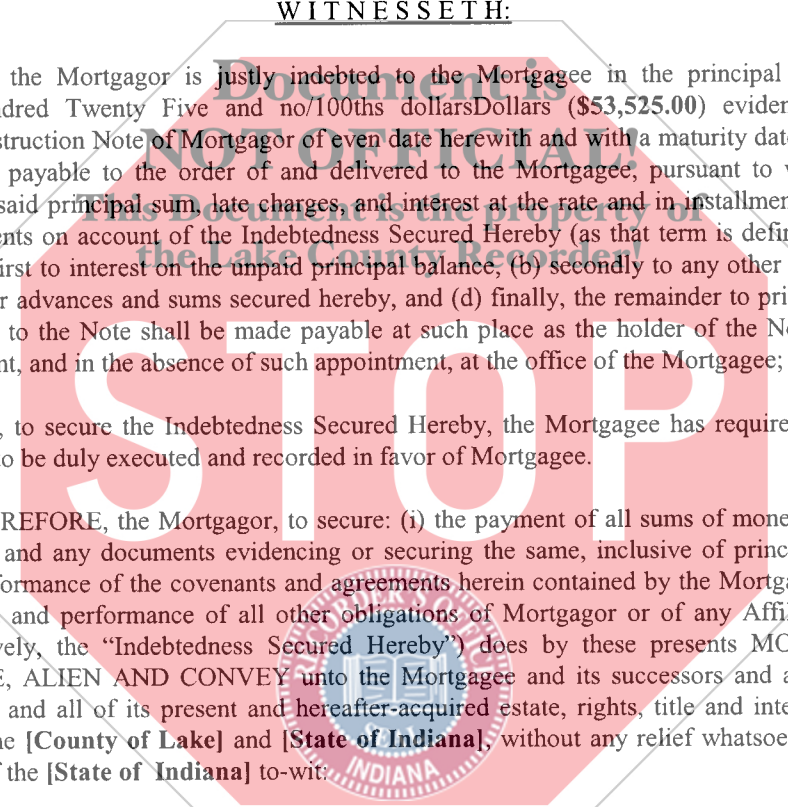 WITNESSETH:
the Mortgagor is justly indebted to the Mortgagee in the principal
dred Twenty Five and no/100ths dollarsDollars ($53,525.00) eviden
struction Note of Mortgagor of even date herewith and with a maturity date
payable to the order of and delivered to the Mortgagee, pursuant to
said principal sum, late charges, and interest at the rate and in installmen
ents on account of the Indebtedness Secured Hereby (as that term is defin
irst to interest on the unpaid principal balance, (b) secondly to any other
r advances and sums secured hereby, and (d) finally, the remainder to pri
to the Note shall be made payable at such place as the holder of the No
nt, and in the absence of such appointment, at the office of the Mortgagee;
, to secure the Indebtedness Secured Hereby, the Mortgagee has require
o be duly executed and recorded in favor of Mortgagee.
REFORE, the Mortgagor, to secure: (i) the payment of all sums of mone
and any documents evidencing or securing the same, inclusive of princ
formance of the covenants and agreements herein contained by the Mortga
and performance of all other obligations of Mortgagor or of any Affil
vely, the “Indebtedness Secured Hereby”) does by these presents MO
E, ALIEN AND CONVEY unto the Mortgagee and its successors and a
and all of its present and hereafter-acquired estate, rights, title and inte
he [County of Lake] and [State of Indiana], without any relief whatsoe
f the [State of Indiana] to-wit:
Document is
NOT OFFICIAL!
This Document is the property of
the Lake County Recorder!
STOP
RECORDER'S OFFICE
SEAL
INDIANA